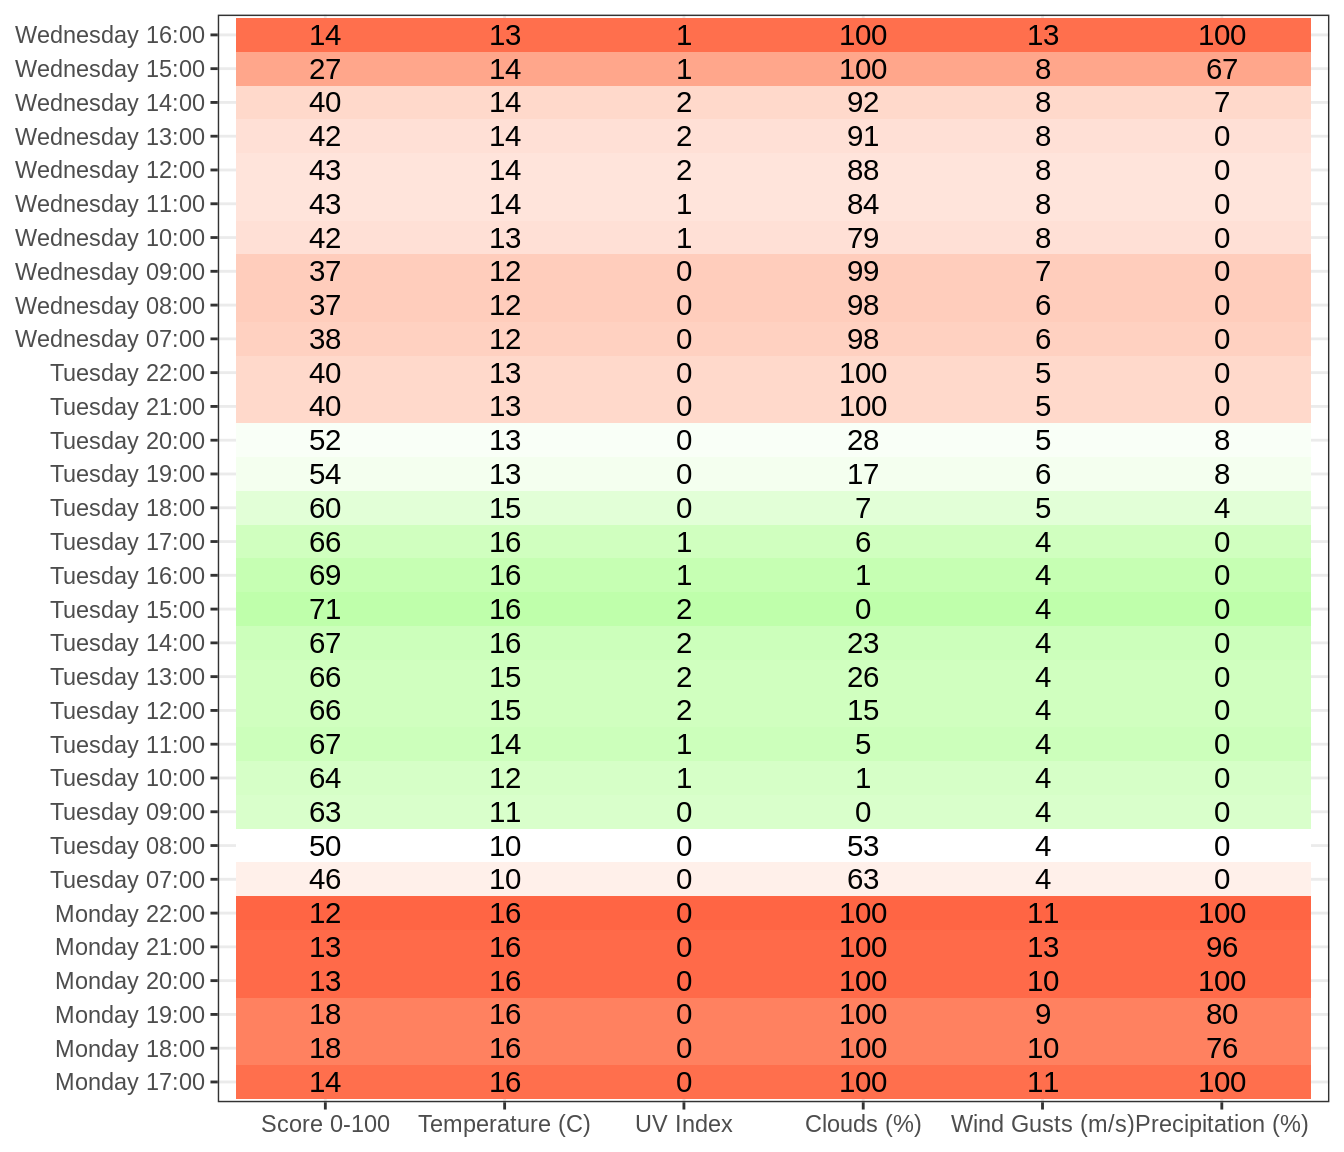 Wednesday 16:00 14 13 1 100 13 100
Wednesday 15:00 27 14 1 100 8 67
Wednesday 14:00 40 14 2 92 8 7
Wednesday 13:00 42 14 2 91 8 0
Wednesday 12:00 43 14 2 88 8 0
Wednesday 11:00 43 14 1 84 8 0
Wednesday 10:00 42 13 1 79 8 0
Wednesday 09:00 37 12 0 99 7 0
Wednesday 08:00 37 12 0 98 6 0
Wednesday 07:00 38 12 0 98 6 0
Tuesday 22:00 40 13 0 100 5 0
Tuesday 21:00 40 13 0 100 5 0
Tuesday 20:00 52 13 0 28 5 8
Tuesday 19:00 54 13 0 17 6 8
Tuesday 18:00 60 15 0 7 5 4
Tuesday 17:00 66 16 1 6 4 0
Tuesday 16:00 69 16 1 1 4 0
Tuesday 15:00 71 16 2 0 4 0
Tuesday 14:00 67 16 2 23 4 0
Tuesday 13:00 66 15 2 26 4 0
Tuesday 12:00 66 15 2 15 4 0
Tuesday 11:00 67 14 1 5 4 0
Tuesday 10:00 64 12 1 1 4 0
Tuesday 09:00 63 11 0 0 4 0
Tuesday 08:00 50 10 0 53 4 0
Tuesday 07:00 46 10 0 63 4 0
Monday 22:00 12 16 0 100 11 100
Monday 21:00 13 16 0 100 13 96
Monday 20:00 13 16 0 100 10 100
Monday 19:00 18 16 0 100 9 80
Monday 18:00 18 16 0 100 10 76
Monday 17:00 14 16 0 100 11 100
Score 0-100 Temperature (C) UV Index Clouds (%) Wind Gusts (m/s) Precipitation (%)